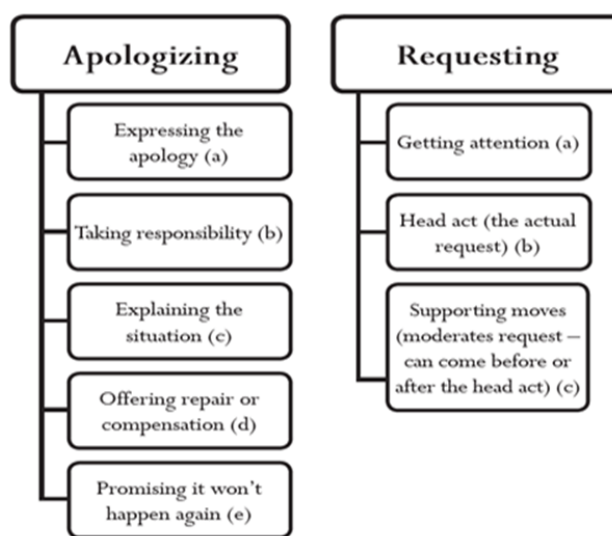 Apologizing
Expressing the
apology (a)
Taking responsibility (b)
Explaining the
situation (c)
Offering repair or
compensation (d)
Promising it won't
happen again (e)
Requesting
Getting attention (a)
Head act (the actual
request) (b)
Supporting moves
(moderates request –
can come before or
after the head act) (c)